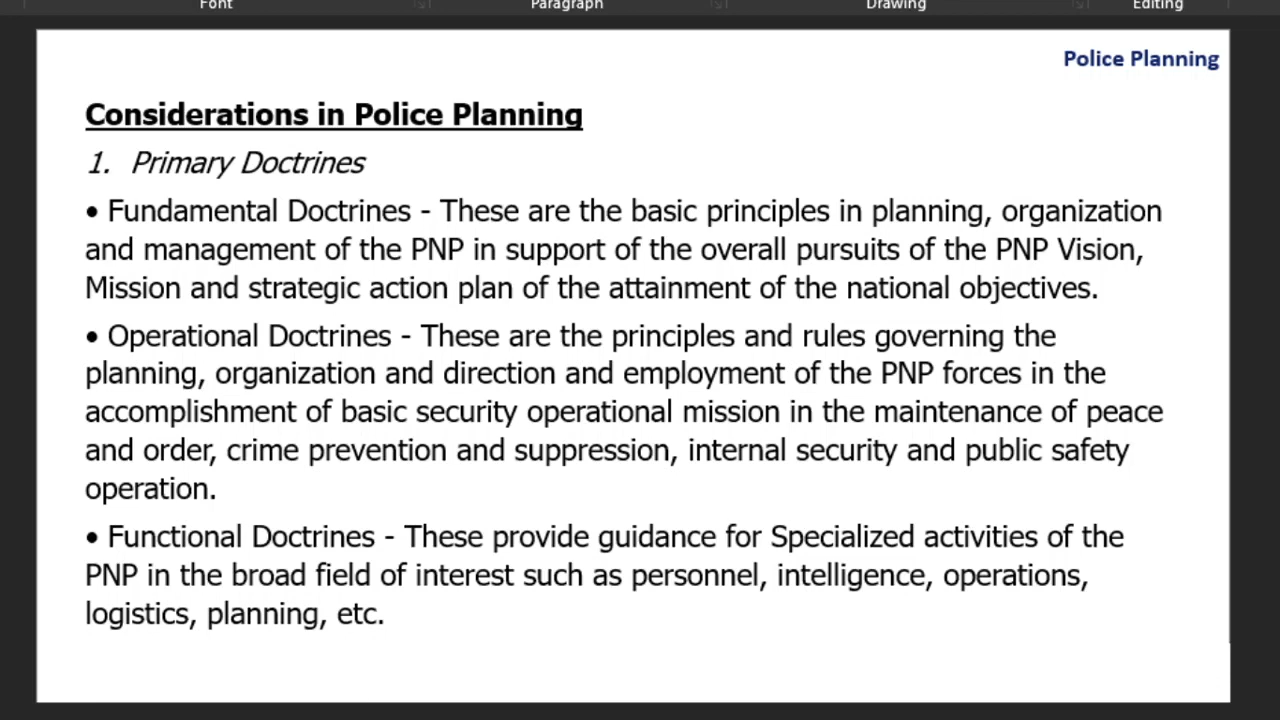 Font Paragraph Drawing Editing
Police Planning
Considerations in Police Planning
1. Primary Doctrines
• Fundamental Doctrines - These are the basic principles in planning, organization
and management of the PNP in support of the overall pursuits of the PNP Vision,
Mission and strategic action plan of the attainment of the national objectives.
• Operational Doctrines - These are the principles and rules governing the
planning, organization and direction and employment of the PNP forces in the
accomplishment of basic security operational mission in the maintenance of peace
and order, crime prevention and suppression, internal security and public safety
operation.
• Functional Doctrines - These provide guidance for Specialized activities of the
PNP in the broad field of interest such as personnel, intelligence, operations,
logistics, planning, etc.